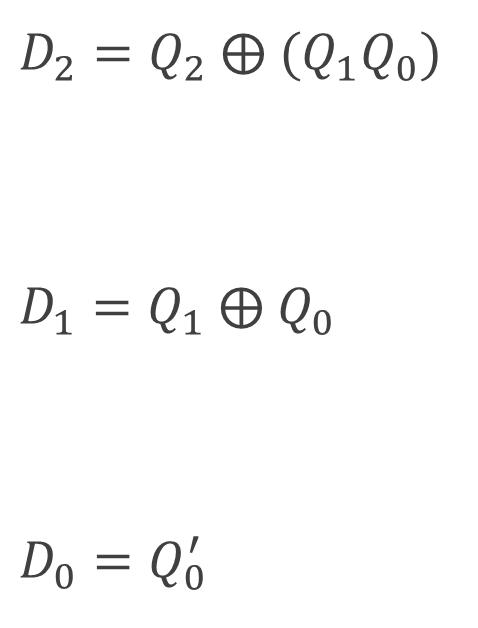 D₂ = Q₂ ⊕ (Q₁Q₀)
D₁ = Q₁ ⊕ Q₀
D₀ = Q₀′